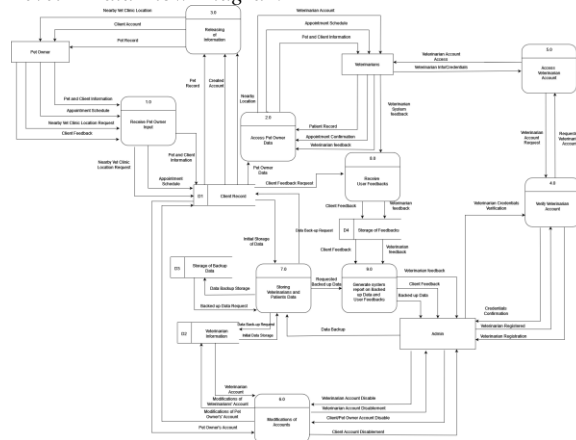 Nearby Vet Clinic Location
Client Account
Pet Record
Pet Owner
3.0
Releasing
of
Information
Veterinary Account
Appointment Schedule
Pet and Client Information
Veterinarians
Veterinarian Account
Access
Veterinarian Info/Credentials
5.0
Access
Veterinarian
Account
Pet and Client Information
Appointment Schedule
Nearby Vet Clinic Location Request
Client Feedback
1.0
Receive Pet Owner
Input
Pet
Record
Created
Account
Nearby
Location
2.0
Access Pet Owner
Data
Patient Record
Appointment Confirmation
Veterinarian feedback
Veterinarian
System
feedback
Veterinarian
Account
Request
Nearby Vet Clinic
Location Request
Pet and Client
Information
Appointment
Schedule
Pet Owner
Data
Client Feedback Request
Receive
User Feedbacks
4.0
Verify Veterinarian
Account
D1
Client Record
Client Feedback
Veterinarian
feedback
Veterinarian Credentials
Verification
Initial Storage
of Data
Data Back-up Request
D4
Storage of Feedbacks
Client Feedback
Veterinarian
feedback
D3
Storage of Backup
Data
Data Backup Storage
Backed up Data Request
7.0
Storing
Veterinarians and
Patients Data
Requested
Backed up Data
Generate system
report on Backed
up Data and
User Feedbacks
Veterinarian feedback
Client Feedback
Backed up Data
Credentials
Confirmation
Veterinarian Registered
Veterinarian Registration
D2
Veterinarian
Information
Data Back-up Request
Initial Data Storage
Data Backup
Admin
Veterinarian
Account
Modifications of
Veterinarians' Account
Modifications of Pet
Owner's Account
Pet Owner's Account
Modifications of
Accounts
Veterinarian Account Disable
Veterinarian Account Disablement
Client/Pet Owner Account Disable
Client Account Disablement